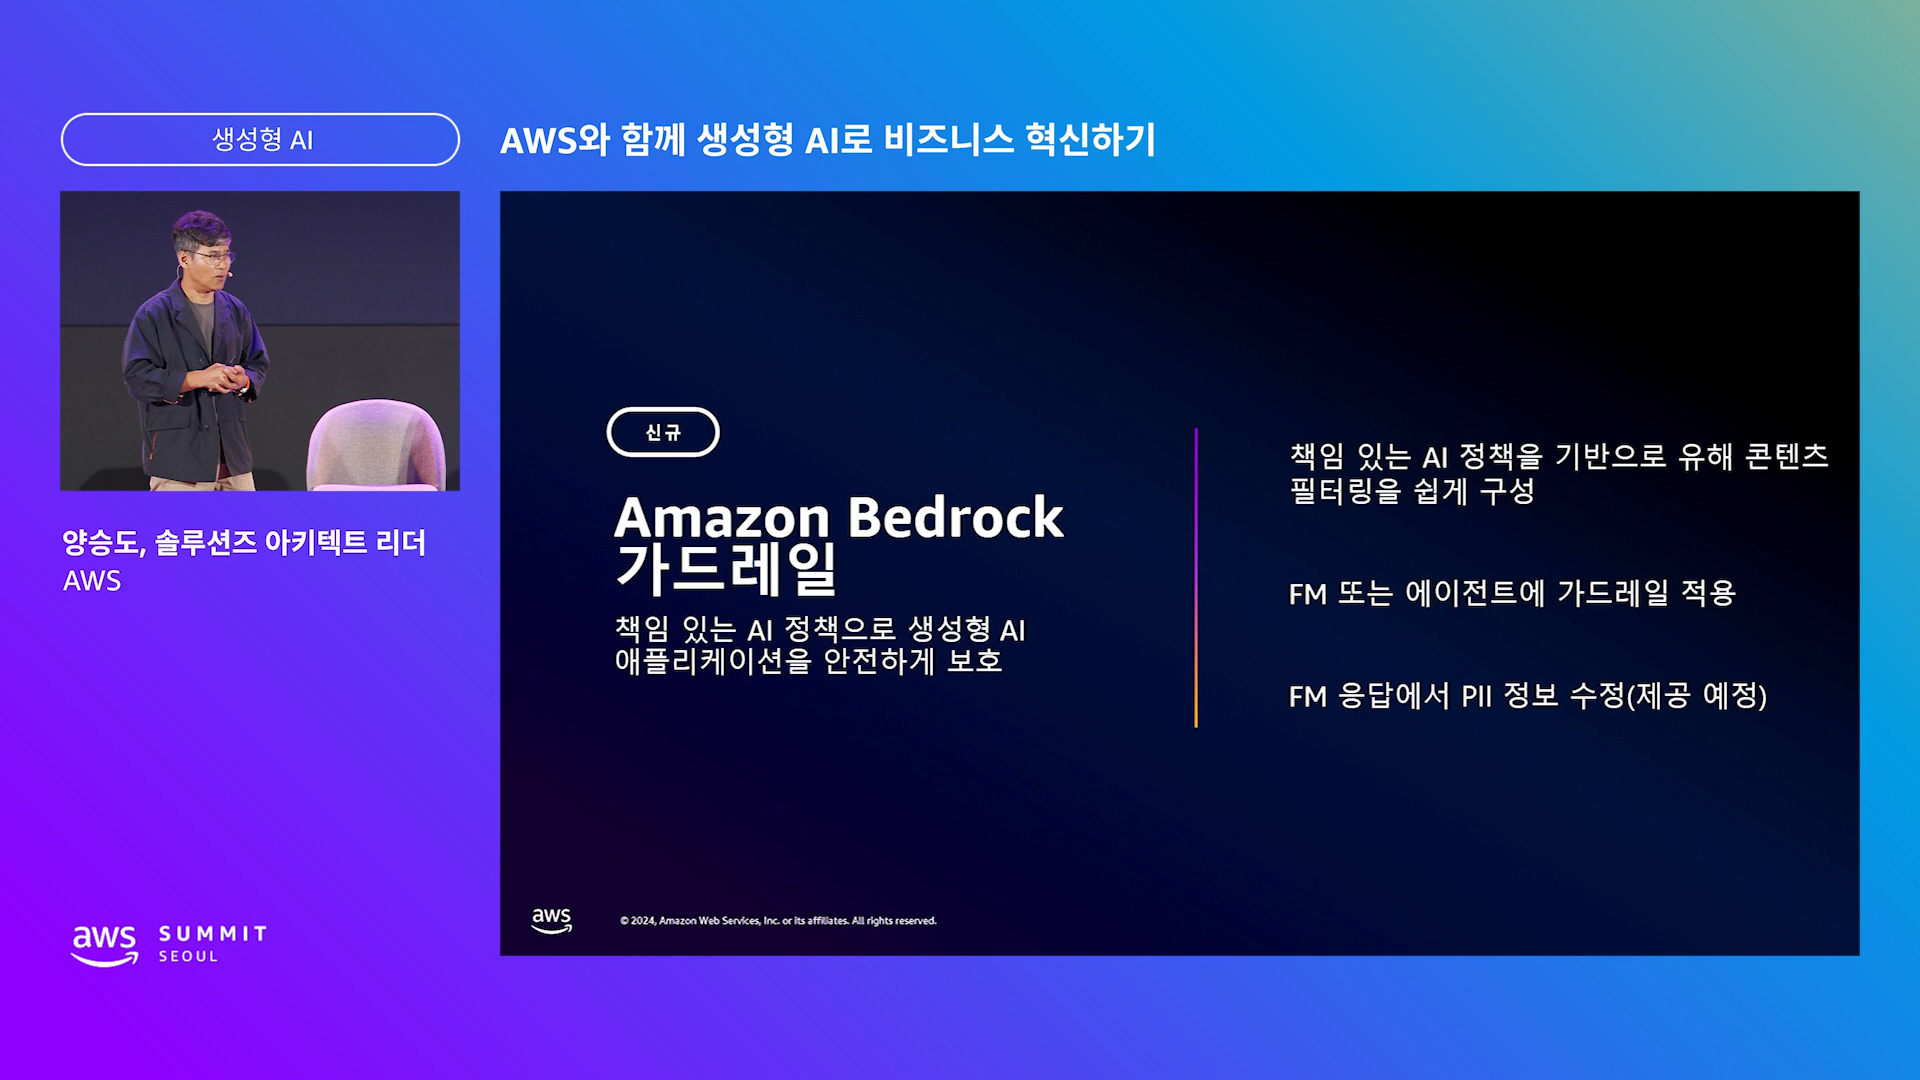 생성형 AI
AWS와 함께 생성형 AI로 비즈니스 혁신하기
양승도, 솔루션즈 아키텍트 리더
AWS
신규
Amazon Bedrock
가드레일
책임 있는 AI 정책으로 생성형 AI
애플리케이션을 안전하게 보호
책임 있는 AI 정책을 기반으로 유해 콘텐츠
필터링을 쉽게 구성
FM 또는 에이전트에 가드레일 적용
FM 응답에서 PII 정보 수정(제공 예정)
aws
© 2024, Amazon Web Services, Inc. or its affiliates. All rights reserved.
aws SUMMIT
SEOUL